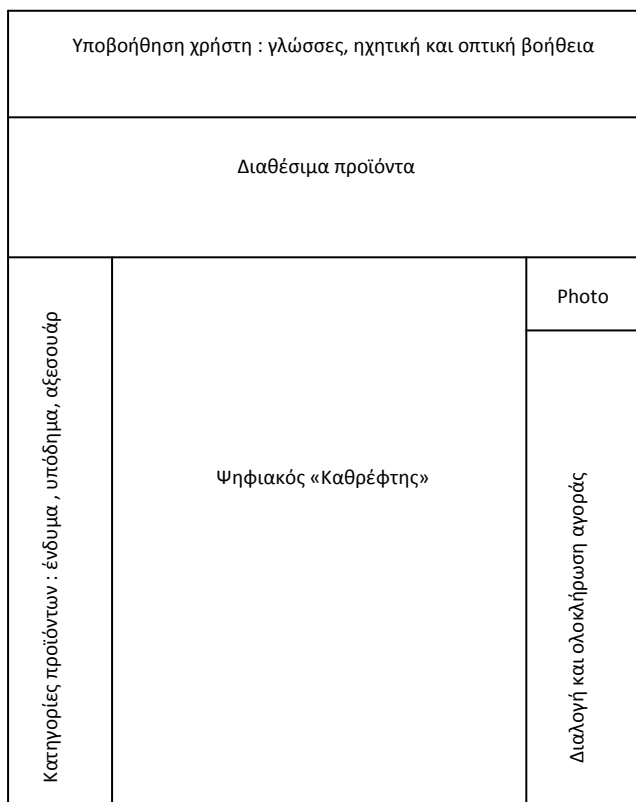 Υποβοήθηση χρήστη : γλώσσες, ηχητική και οπτική βοήθεια
Διαθέσιμα προϊόντα
Κατηγορίες προϊόντων : ένδυμα , υπόδημα, αξεσουάρ
Ψηφιακός «Καθρέφτης»
Photo
Διαλογή και ολοκλήρωση αγοράς